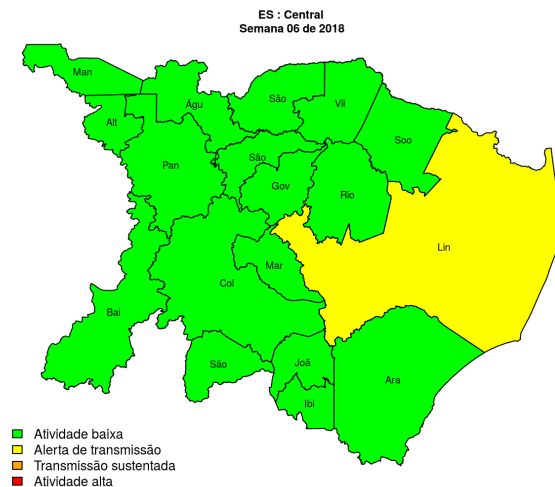 ES : Central
Semana 06 de 2018
Man
Alt
Águ
São
Vil
Soo
Pan
São
Gov
Rio
Lin
Mar
Col
Bai
São
Joã
Ibi
Ara
Atividade baixa
Alerta de transmissão
Transmissão sustentada
Atividade alta